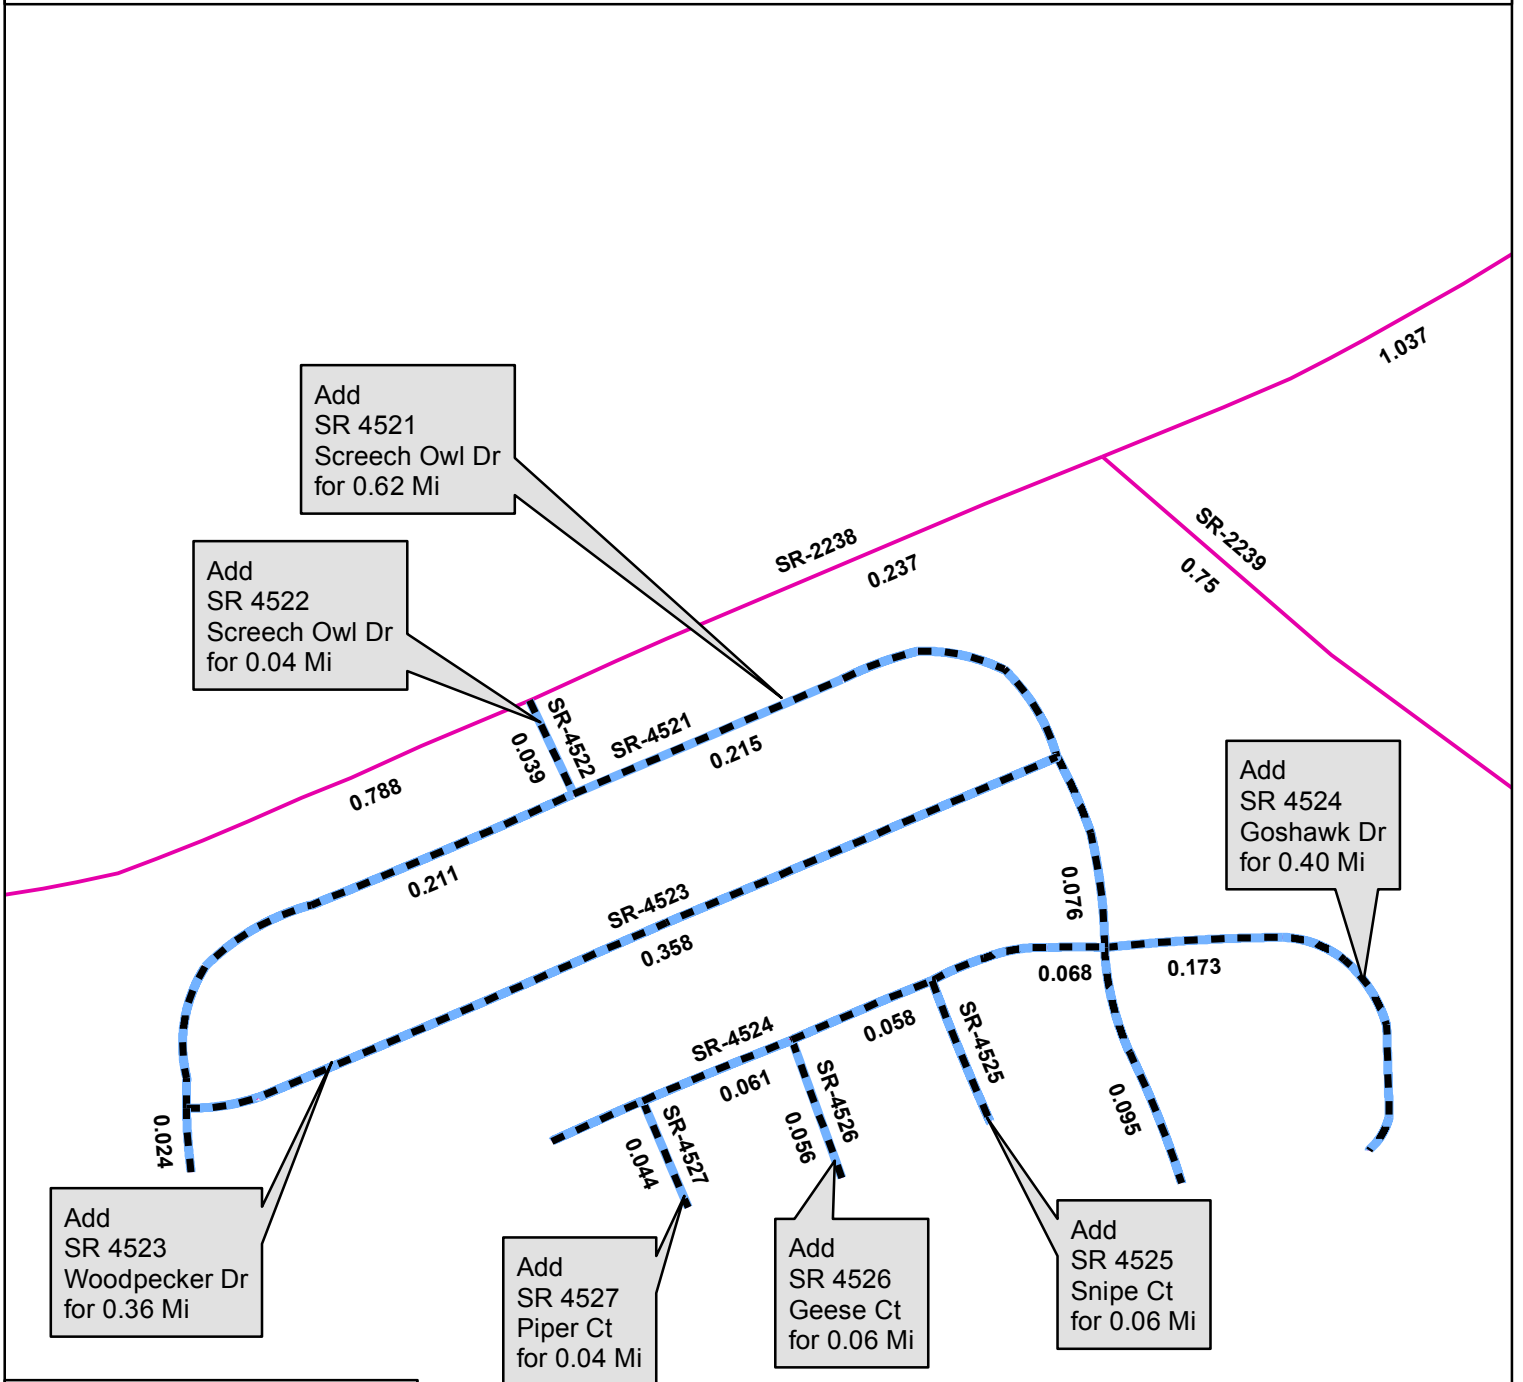 1.037
Add
SR 4521
Screech Owl Dr
for 0.62 Mi
SR-2238
0.237
SR-2239
0.75
Add
SR 4522
Screech Owl Dr
for 0.04 Mi
SR-4522
0.039
SR-4521
0.215
0.788
0.211
Add
SR 4524
Goshawk Dr
for 0.40 Mi
SR-4523
0.358
0.076
0.068
0.173
SR-4524
0.061
0.058
SR-4525
SR-4526
0.056
SR-4527
0.044
0.095
0.024
Add
SR 4523
Woodpecker Dr
for 0.36 Mi
Add
SR 4527
Piper Ct
for 0.04 Mi
Add
SR 4526
Geese Ct
for 0.06 Mi
Add
SR 4525
Snipe Ct
for 0.06 Mi